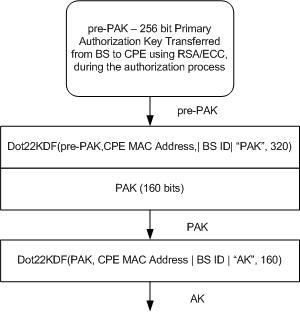 pre-PAK – 256 bit Primary
Authorization Key Transferred
from BS to CPE using RSA/ECC,
during the authorization process
pre-PAK
Dot22KDF(pre-PAK,CPE MAC Address,| BS ID| “PAK”, 320)
PAK (160 bits)
PAK
Dot22KDF(PAK, CPE MAC Address | BS ID | “AK”, 160)
AK